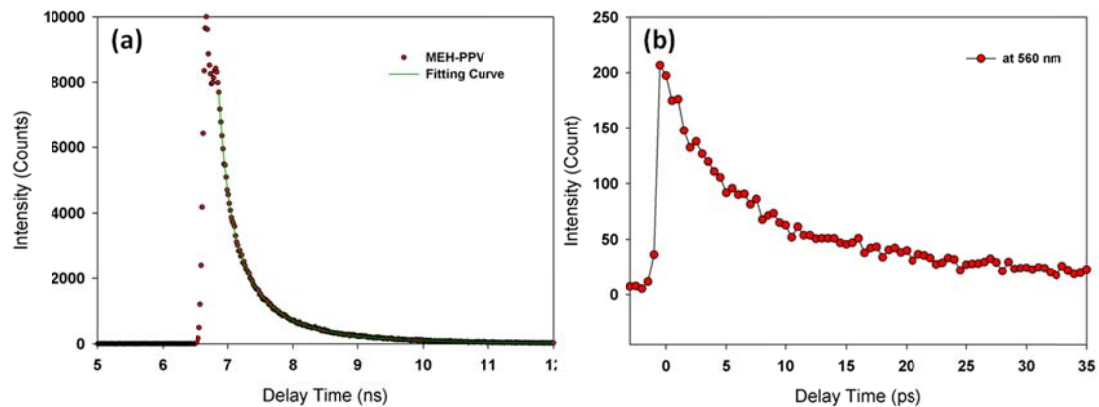 (a)
MEH-PPV
Fitting Curve
10000
8000
6000
4000
2000
0
Intensity (Counts)
5 6 7 8 9 10 11 12
Delay Time (ns)
(b)
at 560 nm
250
200
150
100
50
0
Intensity (Count)
0 5 10 15 20 25 30 35
Delay Time (ps)